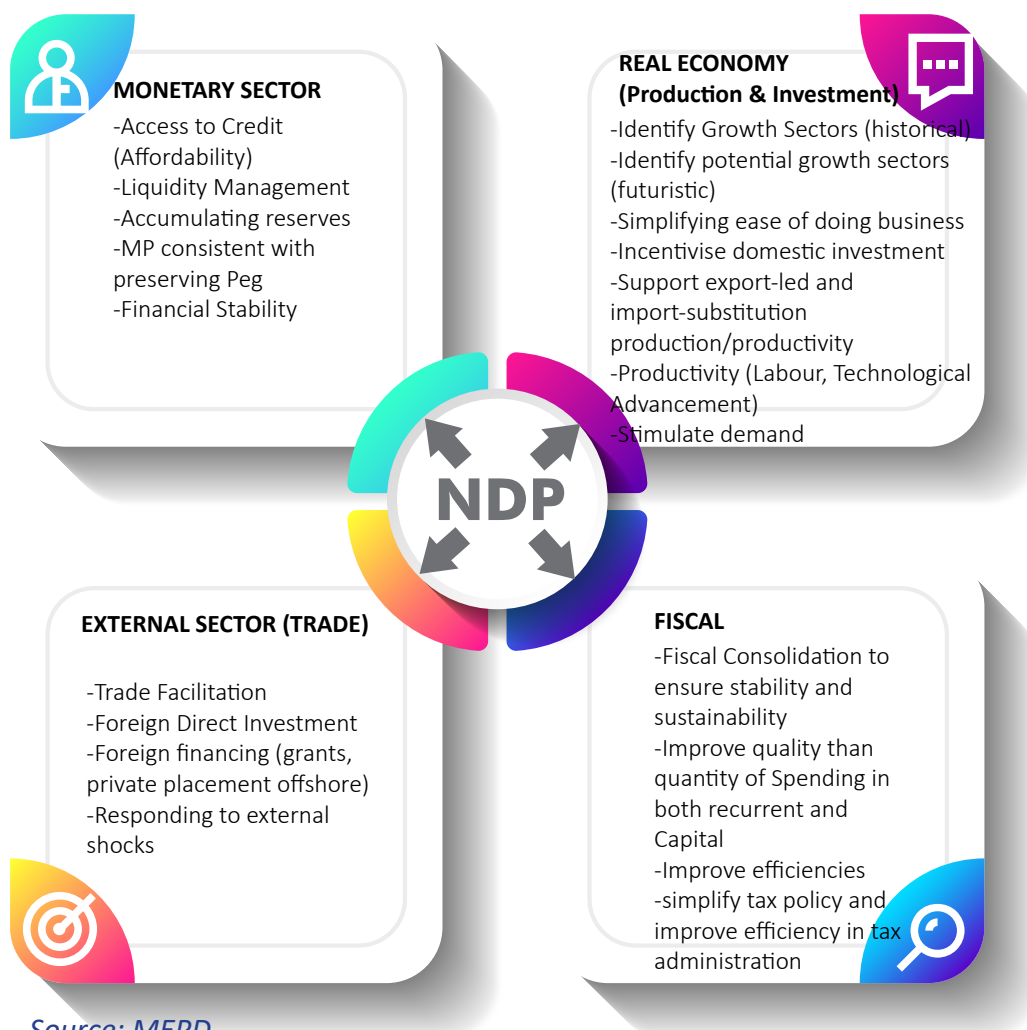 MONETARY SECTOR
-Access to Credit
(Affordability)
-Liquidity Management
-Accumulating reserves
-MP consistent with
preserving Peg
-Financial Stability
REAL ECONOMY
(Production & Investment)
-Identify Growth Sectors (historical)
-Identify potential growth sectors
(futuristic)
-Simplifying ease of doing business
-Incentivise domestic investment
-Support export-led and
import-substitution
production/productivity
-Productivity (Labour, Technological
Advancement)
-Stimulate demand
NDP
EXTERNAL SECTOR (TRADE)
-Trade Facilitation
-Foreign Direct Investment
-Foreign financing (grants,
private placement offshore)
-Responding to external
shocks
FISCAL
-Fiscal Consolidation to
ensure stability and
sustainability
-Improve quality than
quantity of Spending in
both recurrent and
Capital
-Improve efficiencies
-simplify tax policy and
improve efficiency in tax
administration
Source: MEPD